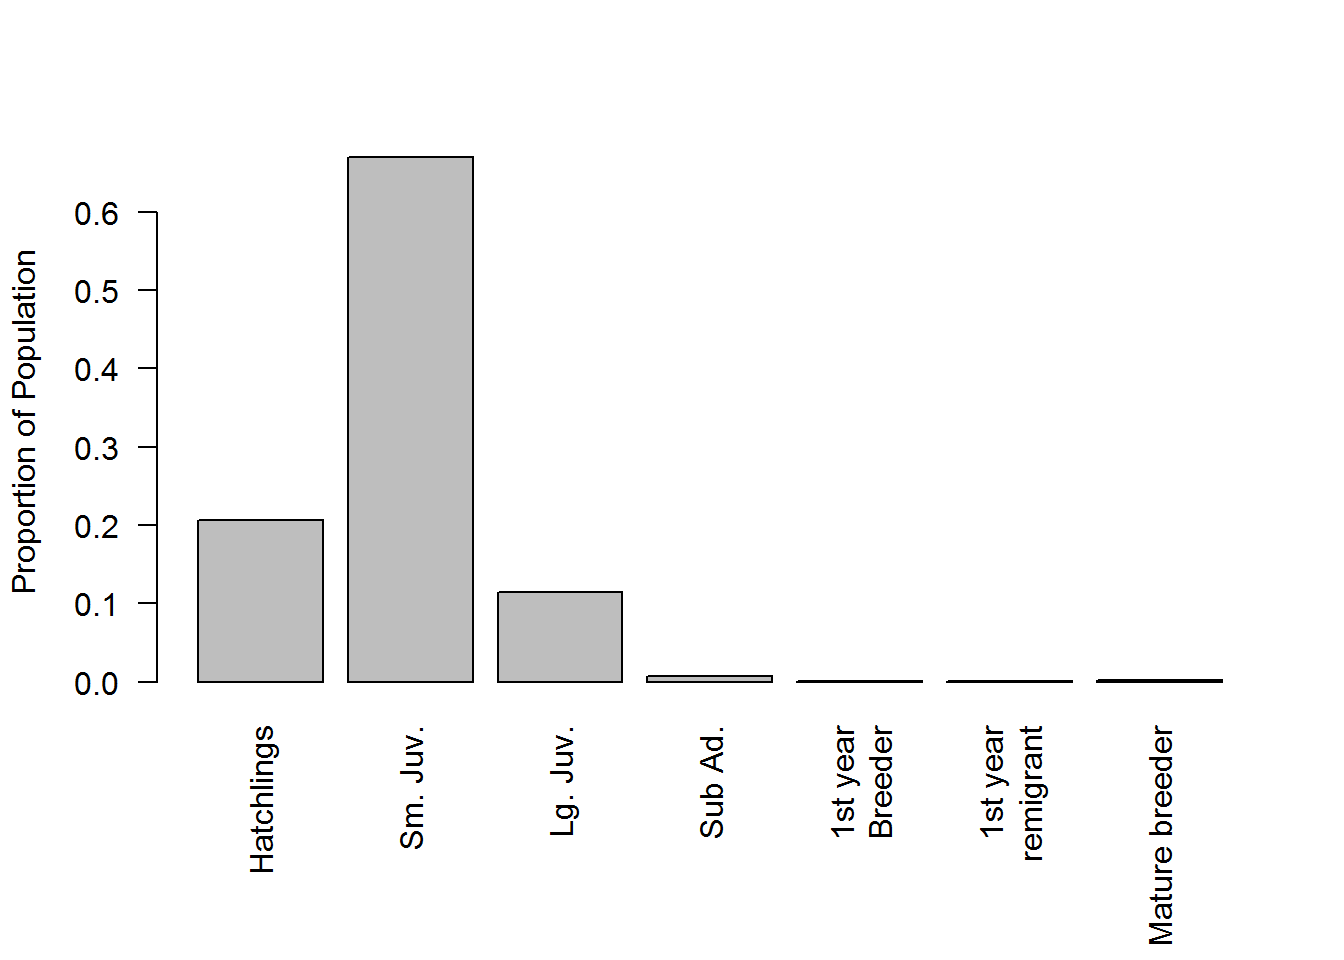 Proportion of Population
0.6
0.5
0.4
0.3
0.2
0.1
0.0
Hatchlings
Sm. Juv.
Lg. Juv.
Sub Ad.
1st year
Breeder
1st year
remigrant
Mature breeder